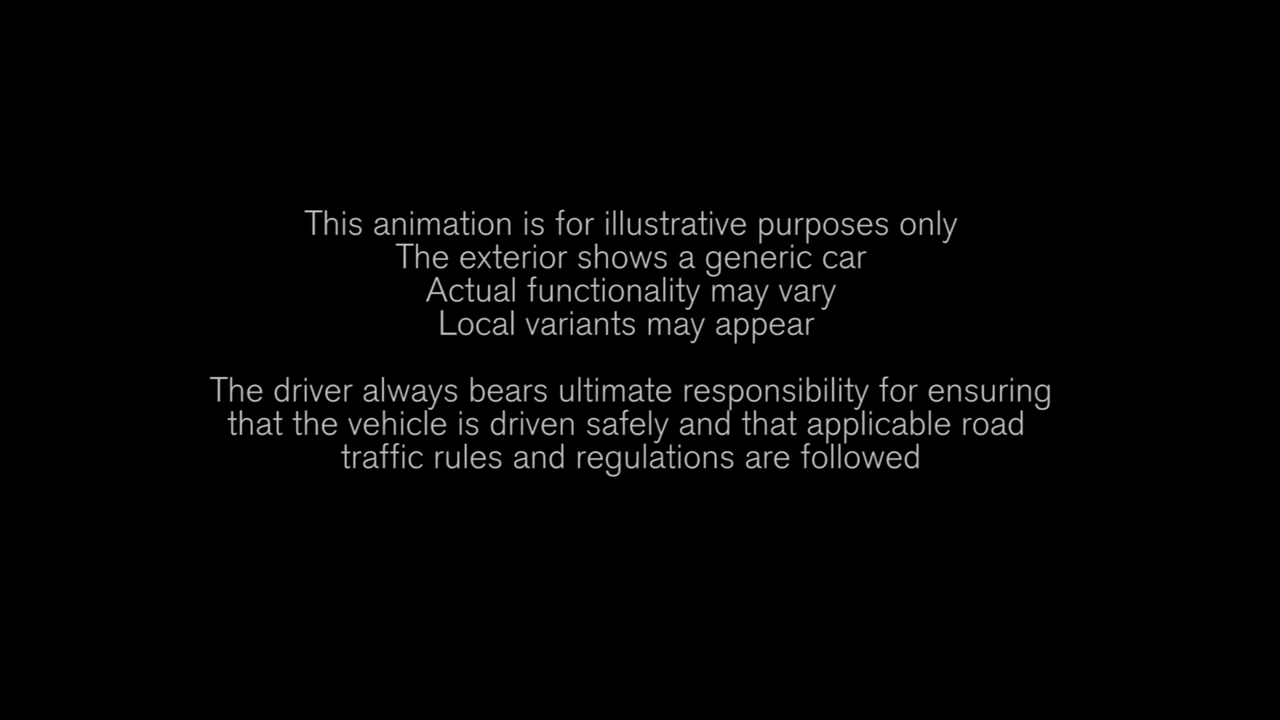 This animation is for illustrative purposes only
The exterior shows a generic car
Actual functionality may vary
Local variants may appear
The driver always bears ultimate responsibility for ensuring
that the vehicle is driven safely and that applicable road
traffic rules and regulations are followed